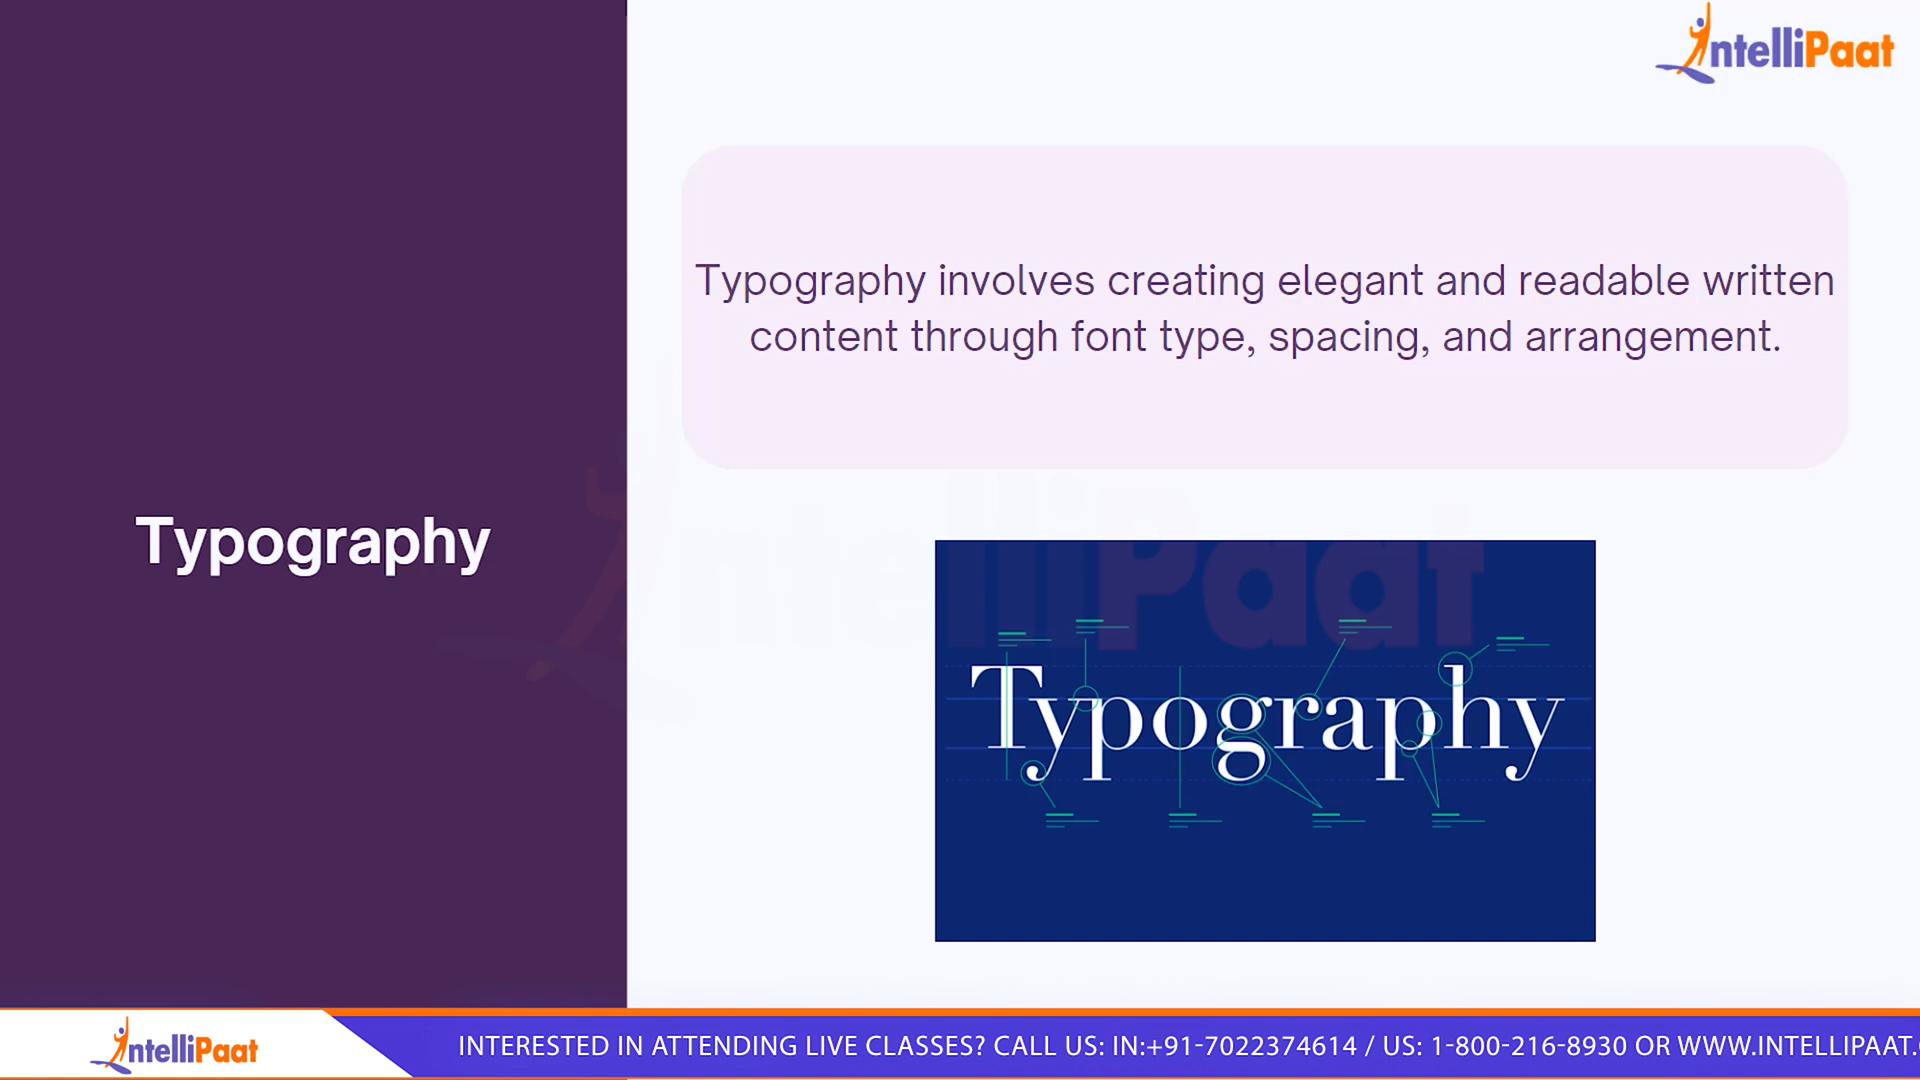 IntelliPaat
Typography involves creating elegant and readable written
content through font type, spacing, and arrangement.
Typography
IntelliPaat
Typography
IntelliPaat
INTERESTED IN ATTENDING LIVE CLASSES? CALL US: IN:+91-7022374614 / US: 1-800-216-8930 OR WWW.INTELLIPAAT.